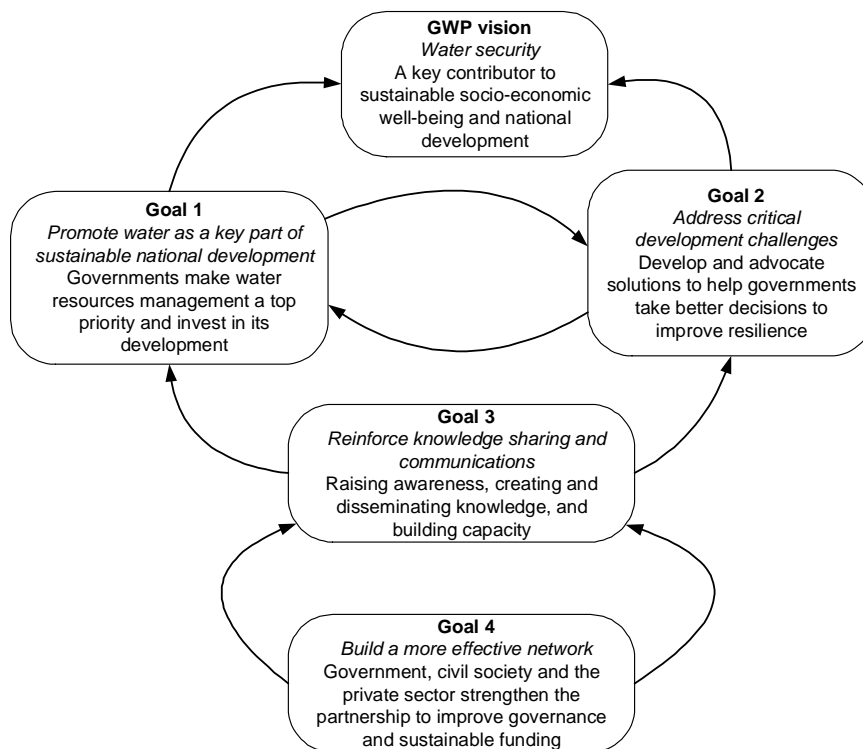 GWP vision
Water security
A key contributor to
sustainable socio-economic
well-being and national
development
Goal 1
Promote water as a key part of
sustainable national development
Governments make water
resources management a top
priority and invest in its
development
Goal 2
Address critical
development challenges
Develop and advocate
solutions to help governments
take better decisions to
improve resilience
Goal 3
Reinforce knowledge sharing and
communications
Raising awareness, creating and
disseminating knowledge, and
building capacity
Goal 4
Build a more effective network
Government, civil society and the
private sector strengthen the
partnership to improve governance
and sustainable funding